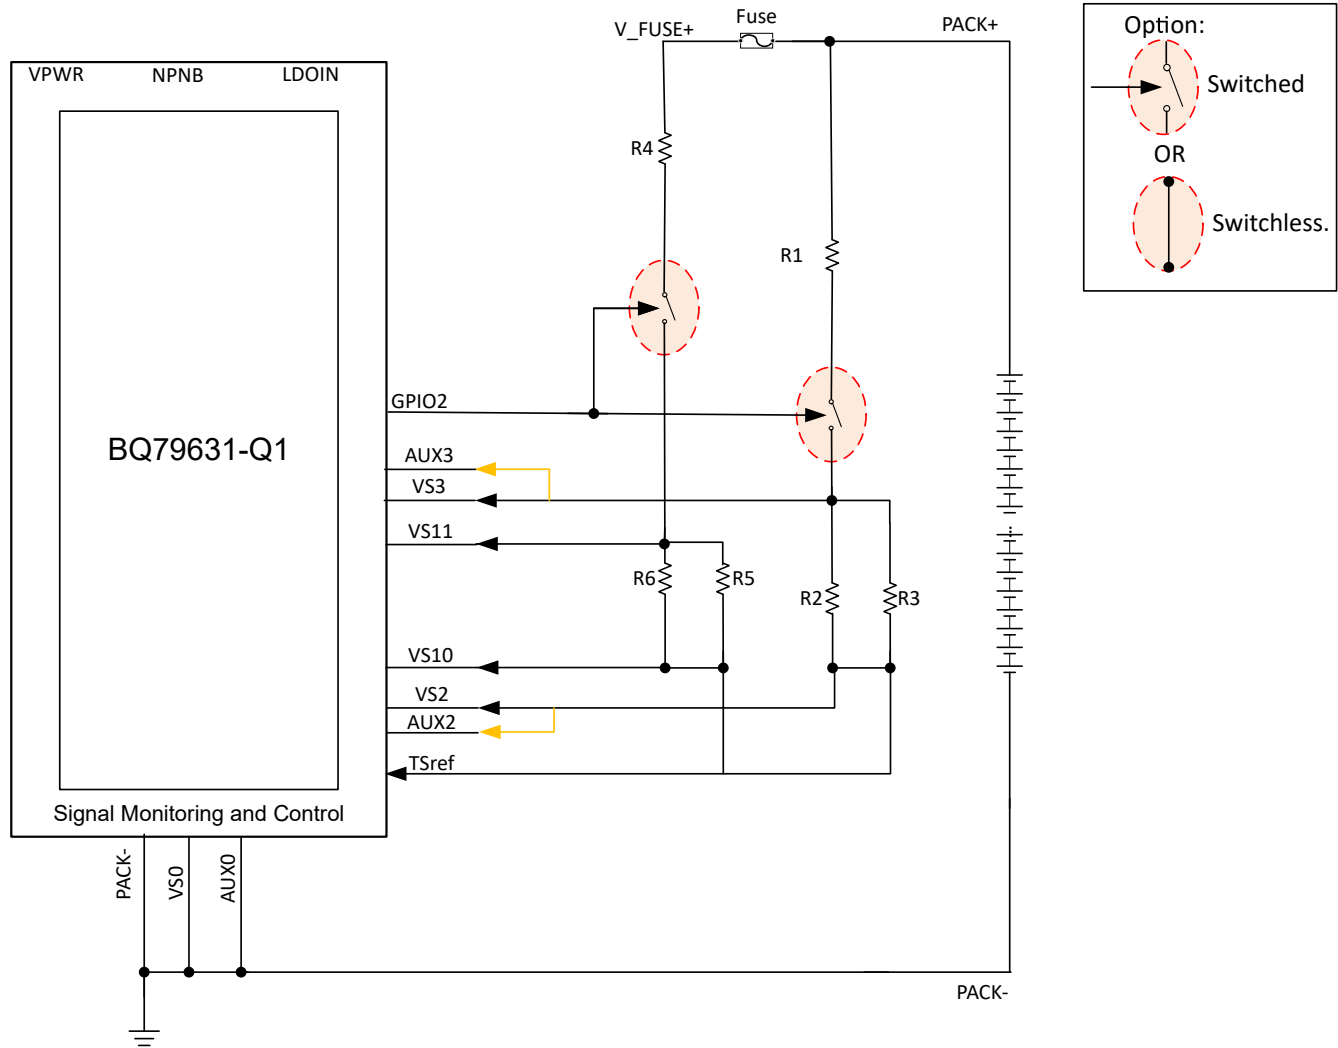 Fuse
V_FUSE+
PACK+
Option:
Switched
OR
Switchless.
VPWR
NPNB
LDOIN
R4
R1
GPIO2
BQ79631-Q1
AUX3
VS3
VS11
R6
R5
R2
R3
VS10
VS2
AUX2
TSref
Signal Monitoring and Control
PACK-
VS0
AUX0
PACK-